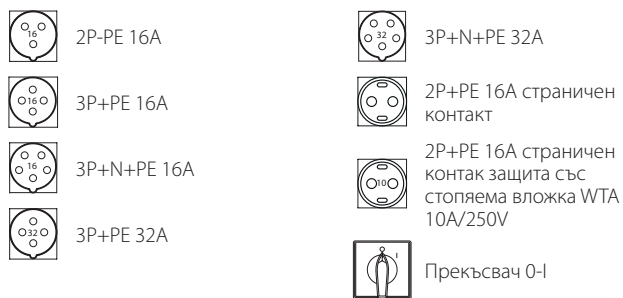 16
2P-PE 16A
16
3P+PE 16A
16
3P+N+PE 16A
32
3P+PE 32A
32
3P+N+PE 32A
2P+PE 16A страничен
контакт
10
2P+PE 16A страничен
контак защита със
стопяема вложка WTA
10A/250V
I
Прекъсвач 0-I